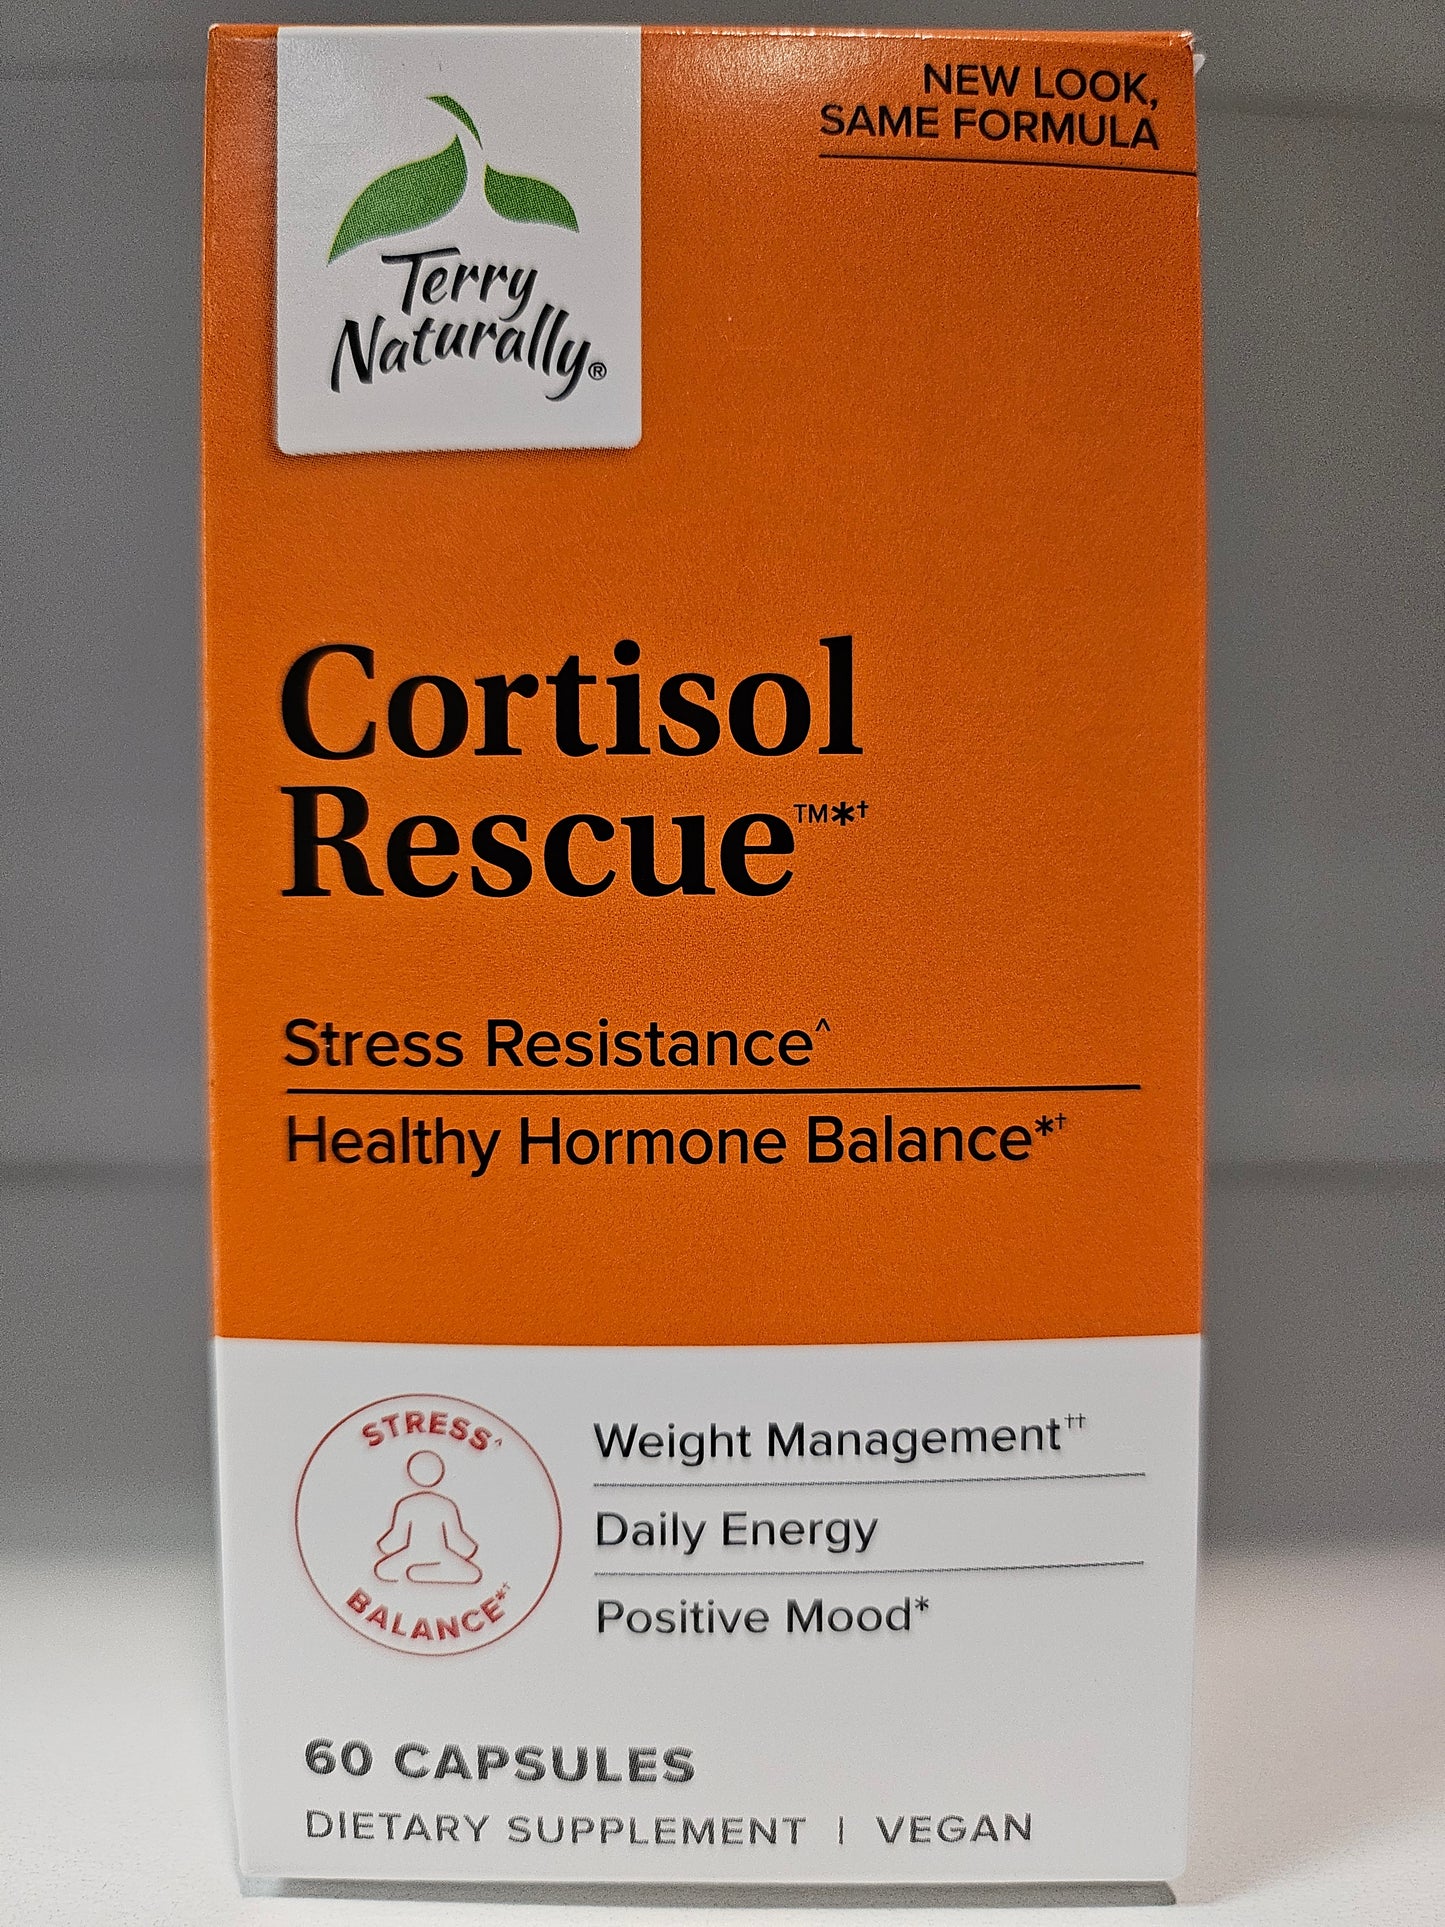 NEW LOOK,
SAME FORMULA
Terry
Naturally®
Cortisol
Rescue™*†
Stress Resistance^
Healthy Hormone Balance*†
STRESS^
BALANCE*†
Weight Management††
Daily Energy
Positive Mood*
60 CAPSULES
DIETARY SUPPLEMENT | VEGAN